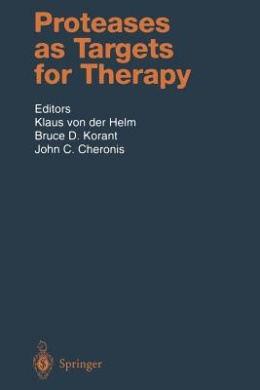 Proteases
as Targets
for Therapy
Editors
Klaus von der Helm
Bruce D. Korant
John C. Cheronis
Springer